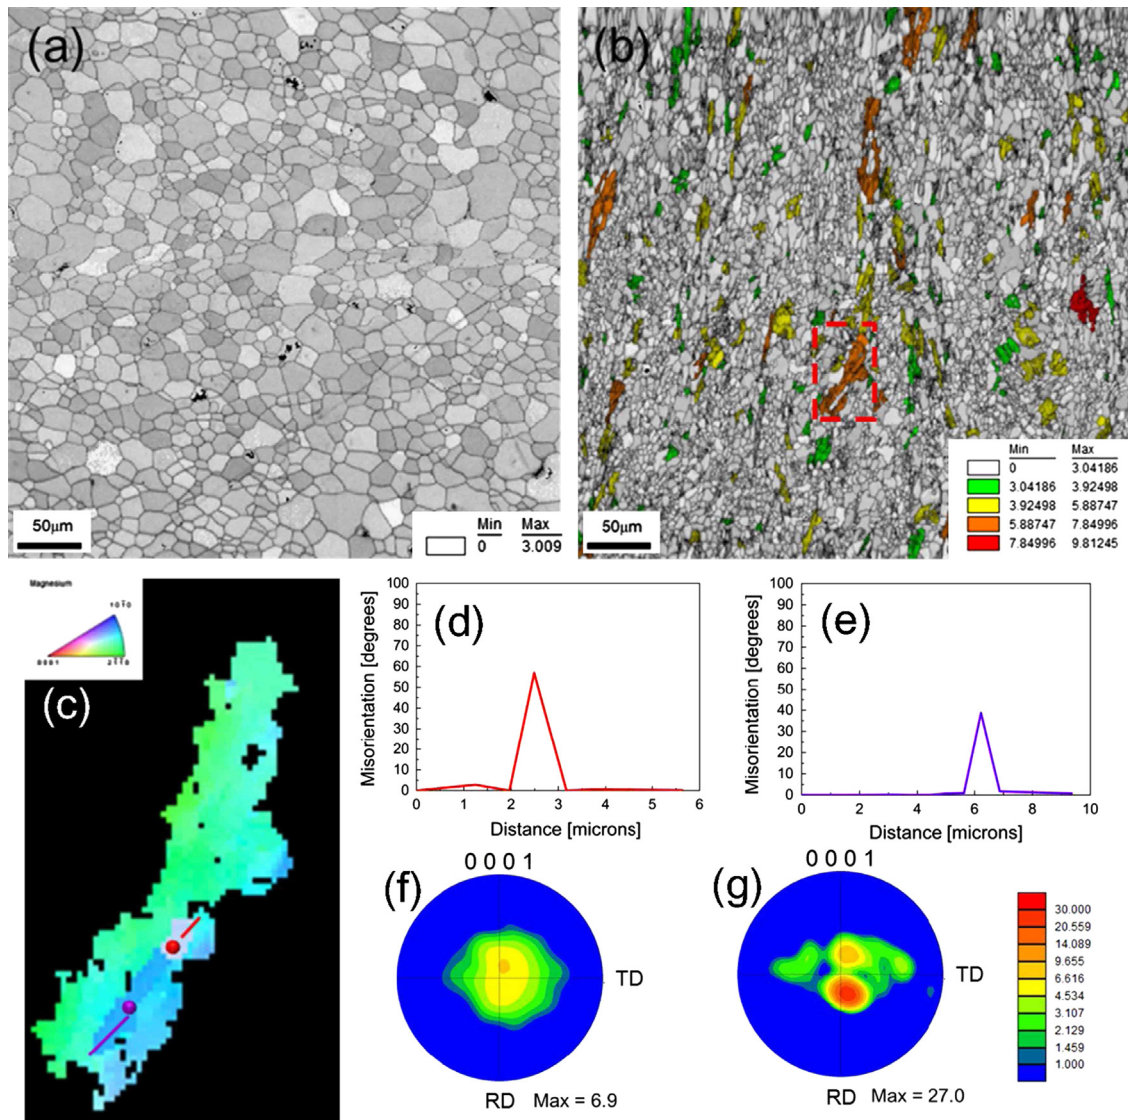 (a)
50µm
Min Max
0 3.009
(b)
50µm
Min Max
0 3.04186
3.04186 3.92498
3.92498 5.88747
5.88747 7.84996
7.84996 9.81245
Magnesium
101̄0
0001 21̄1̄0
(c)
(d)
Misorientation [degrees]
100
90
80
70
60
50
40
30
20
10
0
0 1 2 3 4 5 6
Distance [microns]
(e)
Misorientation [degrees]
100
90
80
70
60
50
40
30
20
10
0
0 2 4 6 8 10
Distance [microns]
(f)
0 0 0 1
TD
RD Max = 6.9
(g)
0 0 0 1
TD
RD Max = 27.0
30.000
20.559
14.089
9.655
6.616
4.534
3.107
2.129
1.459
1.000